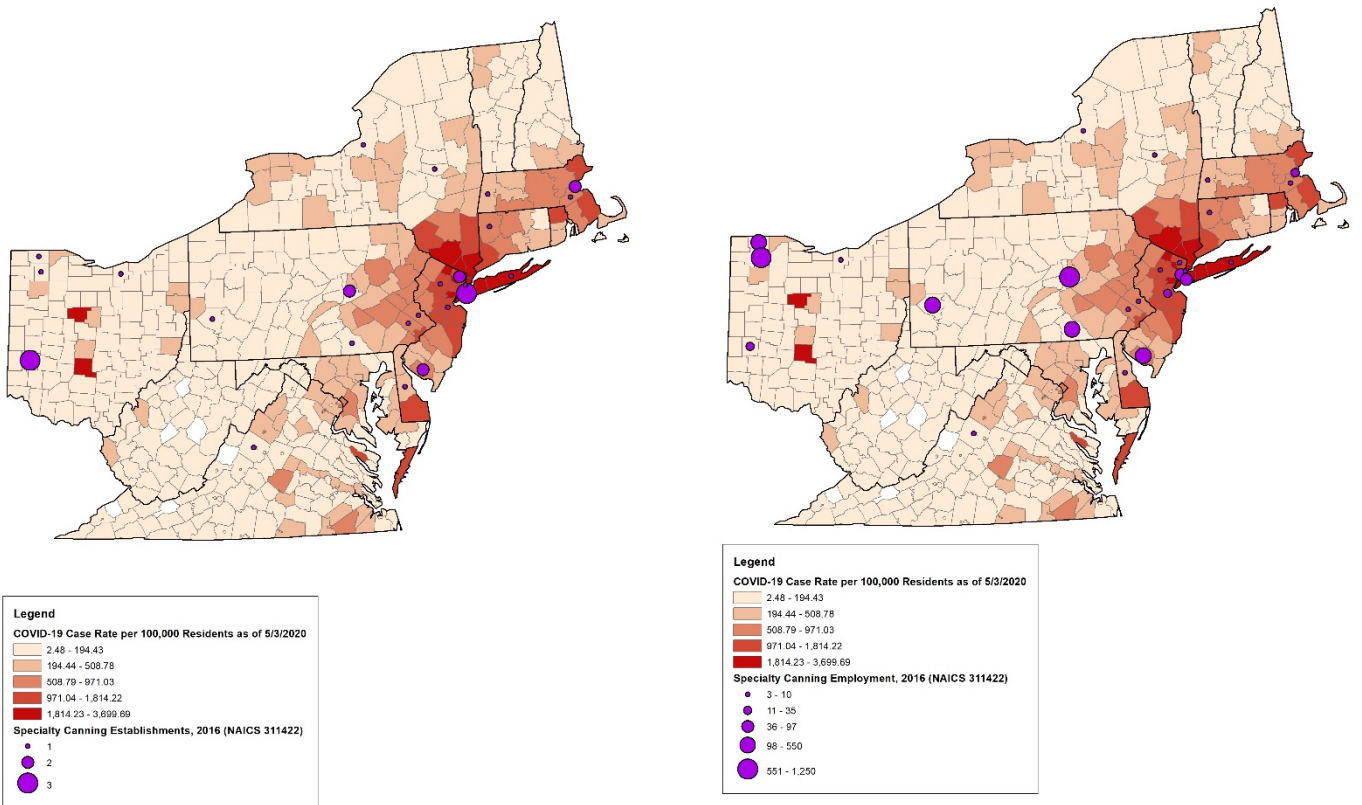 Legend
COVID-19 Case Rate per 100,000 Residents as of 5/3/2020
2.48 - 194.43
194.44 - 508.78
508.79 - 971.03
971.04 - 1,814.22
1,814.23 - 3,699.69
Specialty Canning Establishments, 2016 (NAICS 311422)
1
2
3
Legend
COVID-19 Case Rate per 100,000 Residents as of 5/3/2020
2.48 - 194.43
194.44 - 508.78
508.79 - 971.03
971.04 - 1,814.22
1,814.23 - 3,699.69
Specialty Canning Employment, 2016 (NAICS 311422)
3 - 10
11 - 35
36 - 97
98 - 550
551 - 1,250